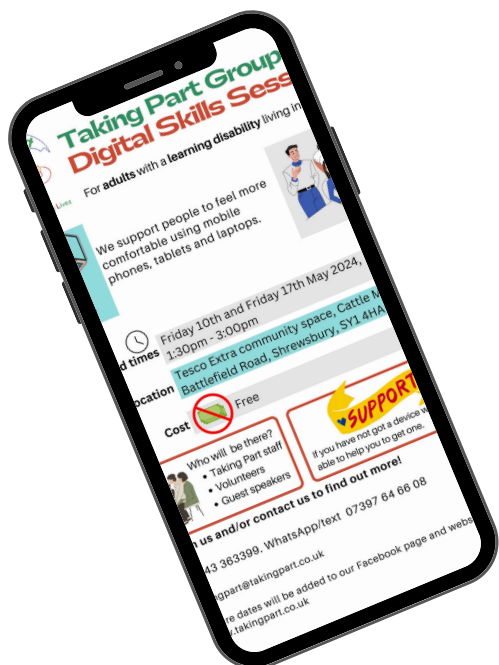 Taking Part Group
Digital Skills Sess
Lives
For adults with a learning disability living in
We support people to feel more
comfortable using mobile
phones, tablets and laptops.
d times
Friday 10th and Friday 17th May 2024,
1:30pm - 3:00pm
ocation
Tesco Extra community space, Cattle M
Battlefield Road, Shrewsbury, SY1 4HA
Cost
Free
Who will be there?
• Taking Part staff
• Volunteers
• Guest speakers
SUPPORT
If you have not got a device w
able to help you to get one.
n us and/or contact us to find out more!
43 363399. WhatsApp/text 07397 64 66 08
ngpart@takingpart.co.uk
re dates will be added to our Facebook page and webs
.takingpart.co.uk